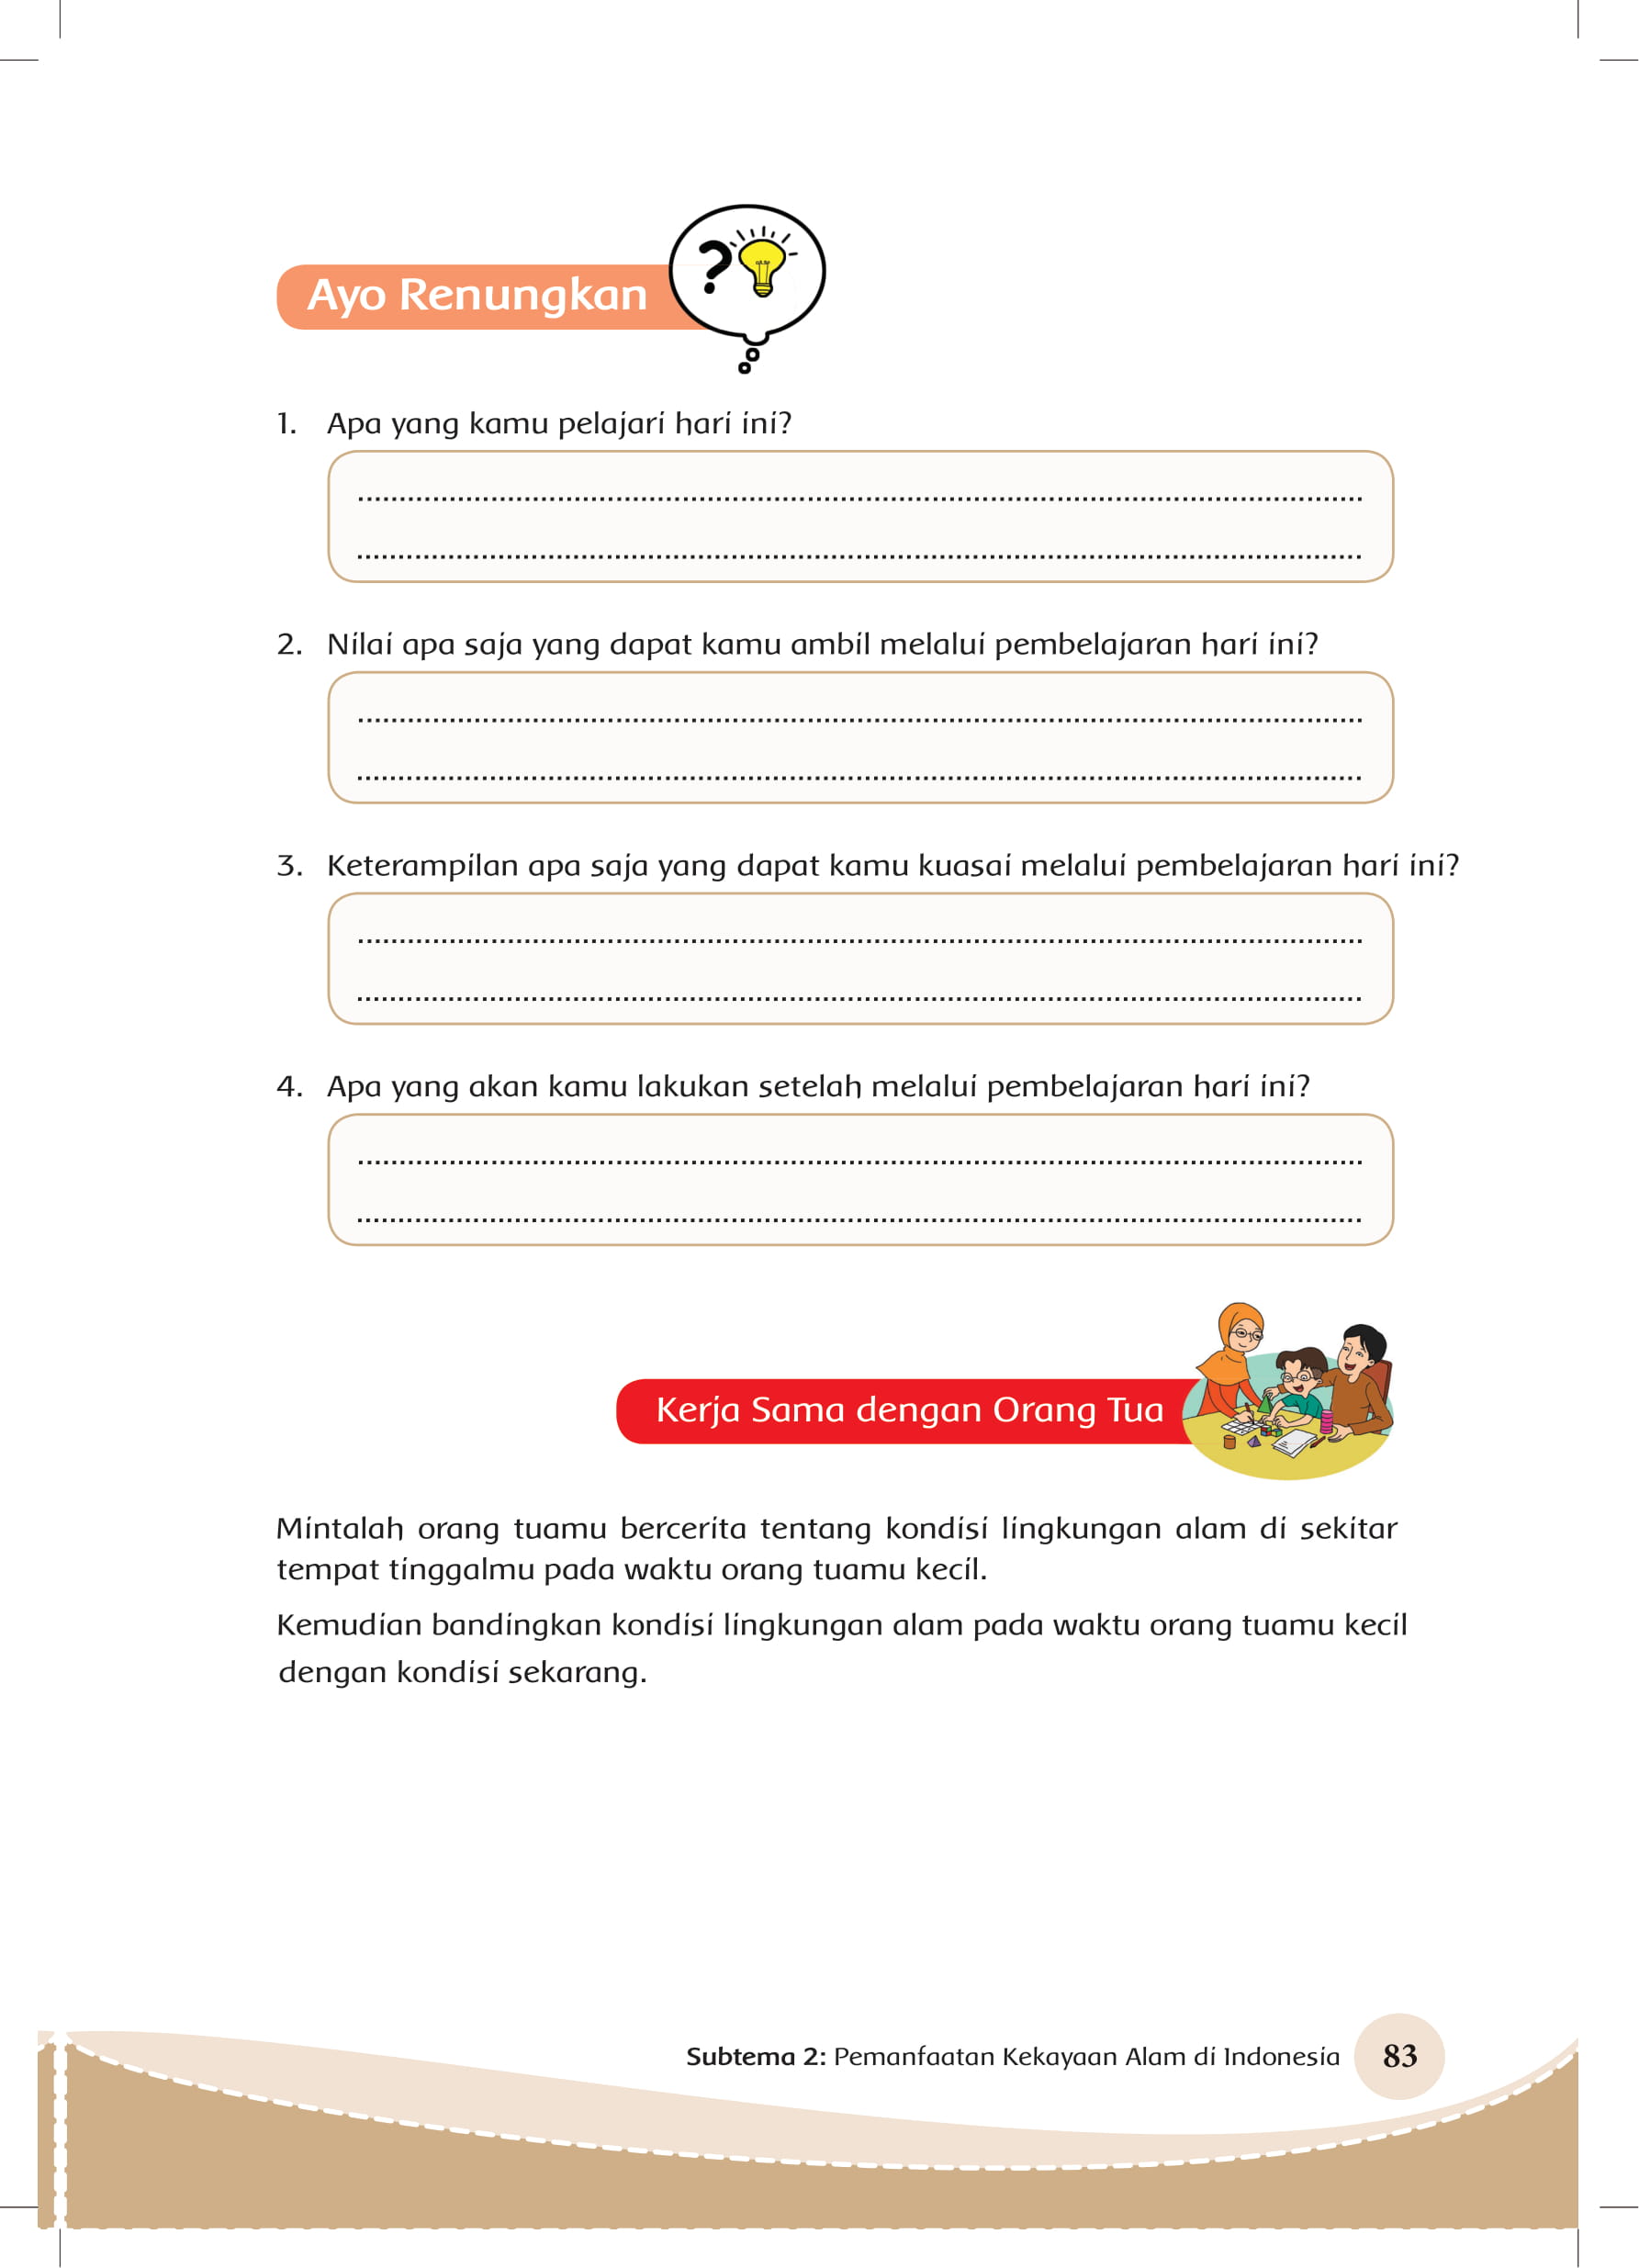 Ayo Renungkan
?
1. Apa yang kamu pelajari hari ini?
2. Nilai apa saja yang dapat kamu ambil melalui pembelajaran hari ini?
3. Keterampilan apa saja yang dapat kamu kuasai melalui pembelajaran hari ini?
4. Apa yang akan kamu lakukan setelah melalui pembelajaran hari ini?
Kerja Sama dengan Orang Tua
Mintalah orang tuamu bercerita tentang kondisi lingkungan alam di sekitar
tempat tinggalmu pada waktu orang tuamu kecil.
Kemudian bandingkan kondisi lingkungan alam pada waktu orang tuamu kecil
dengan kondisi sekarang.
Subtema 2: Pemanfaatan Kekayaan Alam di Indonesia 83